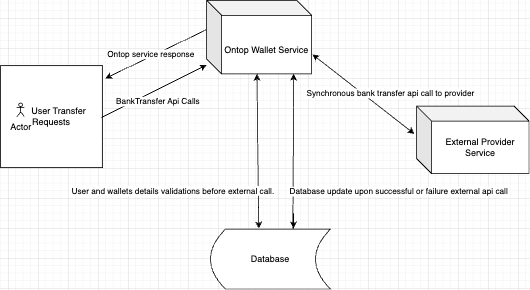 Ontop Wallet Service
Ontop service response
User Transfer
Requests
Actor
BankTransfer Api Calls
Synchronous bank transfer api call to provider
External Provider
Service
User and wallets details validations before external call.
Database update upon successful or failure external api call
Database